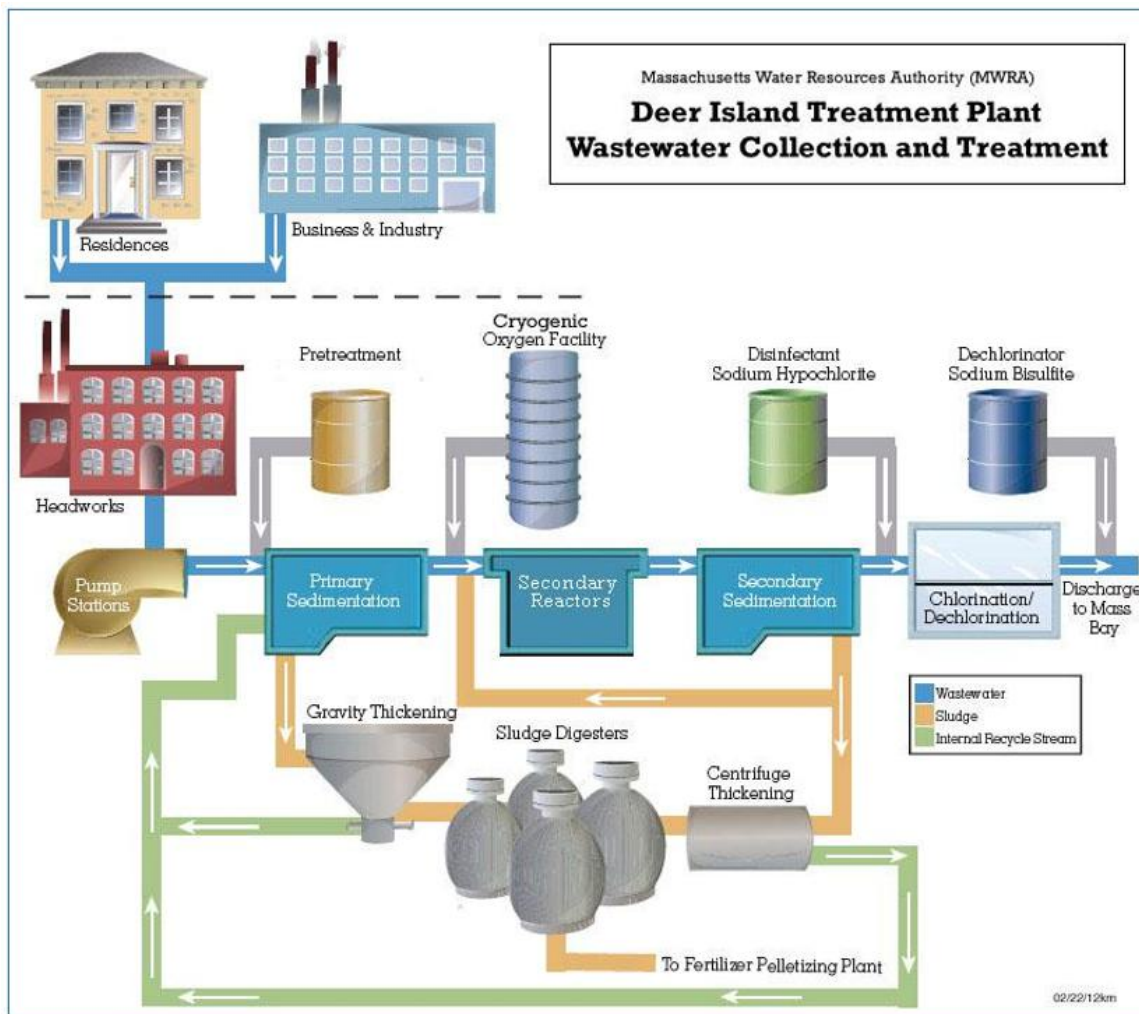 Massachusetts Water Resources Authority (MWRA)
Deer Island Treatment Plant
Wastewater Collection and Treatment
Residences
Business & Industry
Headworks
Pretreatment
Cryogenic
Oxygen Facility
Disinfectant
Sodium Hypochlorite
Dechlorinator
Sodium Bisulfite
Pump
Stations
Primary
Sedimentation
Secondary
Reactors
Secondary
Sedimentation
Chlorination/
Dechlorination
Discharge
to Mass
Bay
Wastewater
Sludge
Internal Recycle Stream
Gravity Thickening
Sludge Digesters
Centrifuge
Thickening
To Fertilizer Pelletizing Plant
02/22/12km